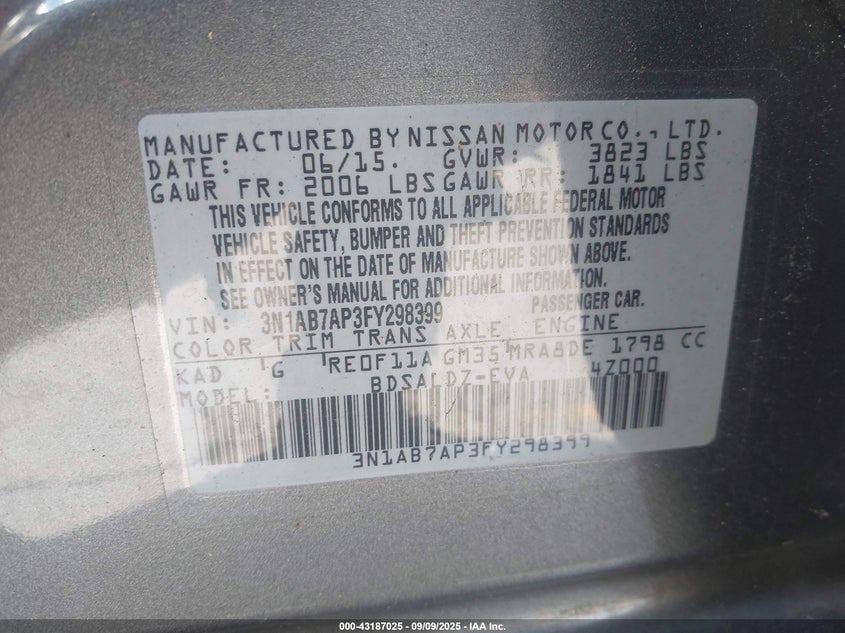 MANUFACTURED BY NISSAN MOTOR CO., LTD.
DATE: 06/15. GVWR: 3823 LBS
GAWR FR: 2006 LBS GAWR RR: 1841 LBS
THIS VEHICLE CONFORMS TO ALL APPLICABLE FEDERAL MOTOR
VEHICLE SAFETY, BUMPER AND THEFT PREVENTION STANDARDS
IN EFFECT ON THE DATE OF MANUFACTURE SHOWN ABOVE.
SEE OWNER'S MANUAL FOR ADDITIONAL INFORMATION.
VIN: 3N1AB7AP3FY298399 PASSENGER CAR.
COLOR TRIM TRANS AXLE ENGINE
KAD G RE0F11A GM35 MRA8DE 1798 CC
MODEL: BDSALDZ-EVA 4Z000
3N1AB7AP3FY298399
000-43187025 - 09/09/2025 - IAA Inc.